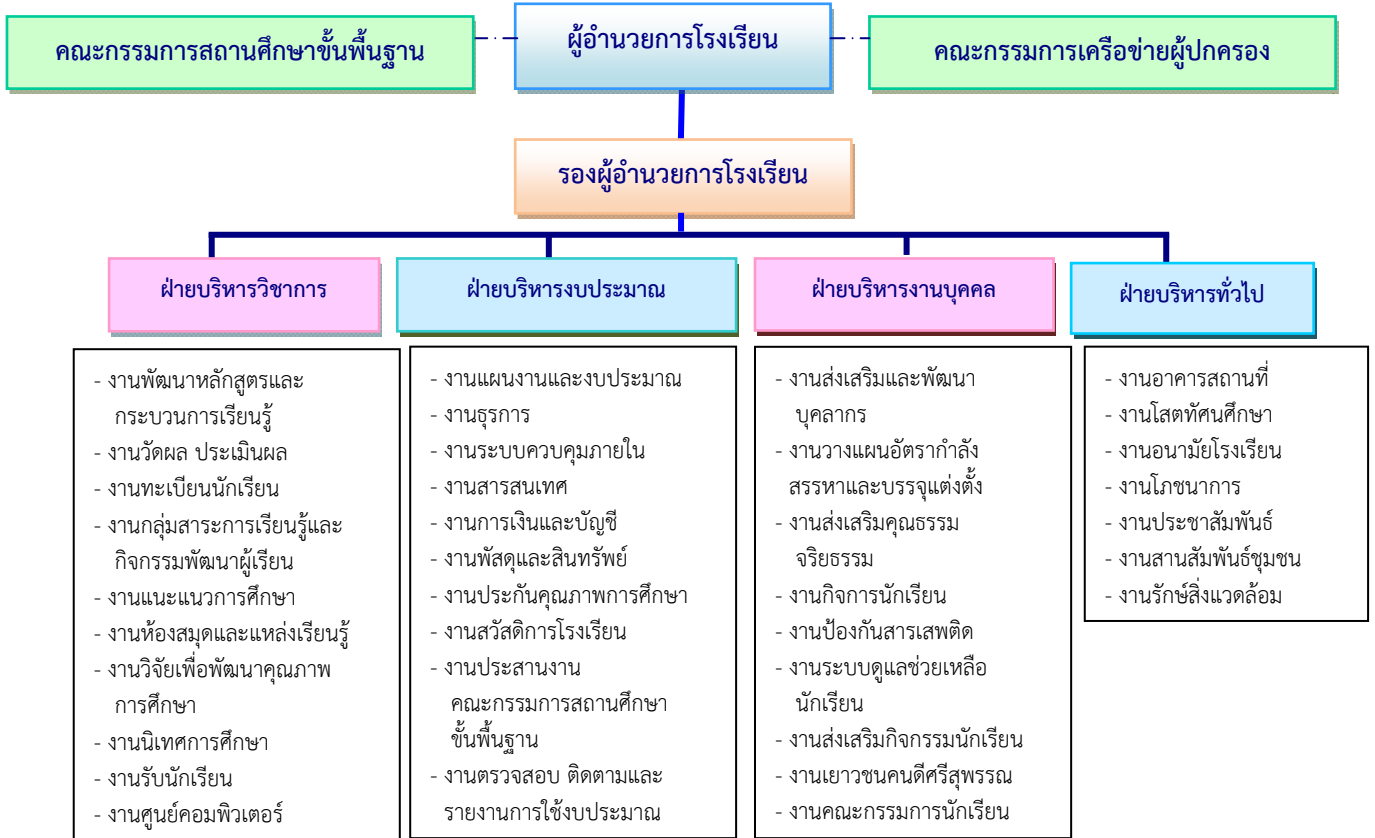 คณะกรรมการสถานศึกษาขั้นพื้นฐาน
ผู้อำนวยการโรงเรียน
คณะกรรมการเครือข่ายผู้ปกครอง
รองผู้อำนวยการโรงเรียน
ฝ่ายบริหารวิชาการ
- งานพัฒนาหลักสูตรและ
กระบวนการเรียนรู้
- งานวัดผล ประเมินผล
- งานทะเบียนนักเรียน
- งานกลุ่มสาระการเรียนรู้และ
กิจกรรมพัฒนาผู้เรียน
- งานแนะแนวการศึกษา
- งานห้องสมุดและแหล่งเรียนรู้
- งานวิจัยเพื่อพัฒนาคุณภาพ
การศึกษา
- งานนิเทศการศึกษา
- งานรับนักเรียน
- งานศูนย์คอมพิวเตอร์
ฝ่ายบริหารงบประมาณ
- งานแผนงานและงบประมาณ
- งานธุรการ
- งานระบบควบคุมภายใน
- งานสารสนเทศ
- งานการเงินและบัญชี
- งานพัสดุและสินทรัพย์
- งานประกันคุณภาพการศึกษา
- งานสวัสดิการโรงเรียน
- งานประสานงาน
คณะกรรมการสถานศึกษา
ขั้นพื้นฐาน
- งานตรวจสอบ ติดตามและ
รายงานการใช้งบประมาณ
ฝ่ายบริหารงานบุคคล
- งานส่งเสริมและพัฒนา
บุคลากร
- งานวางแผนอัตรากำลัง
สรรหาและบรรจุแต่งตั้ง
- งานส่งเสริมคุณธรรม
จริยธรรม
- งานกิจการนักเรียน
- งานป้องกันสารเสพติด
- งานระบบดูแลช่วยเหลือ
นักเรียน
- งานส่งเสริมกิจกรรมนักเรียน
- งานเยาวชนคนดีศรีสุพรรณ
- งานคณะกรรมการนักเรียน
ฝ่ายบริหารทั่วไป
- งานอาคารสถานที่
- งานโสตทัศนศึกษา
- งานอนามัยโรงเรียน
- งานโภชนาการ
- งานประชาสัมพันธ์
- งานสานสัมพันธ์ชุมชน
- งานรักษ์สิ่งแวดล้อม